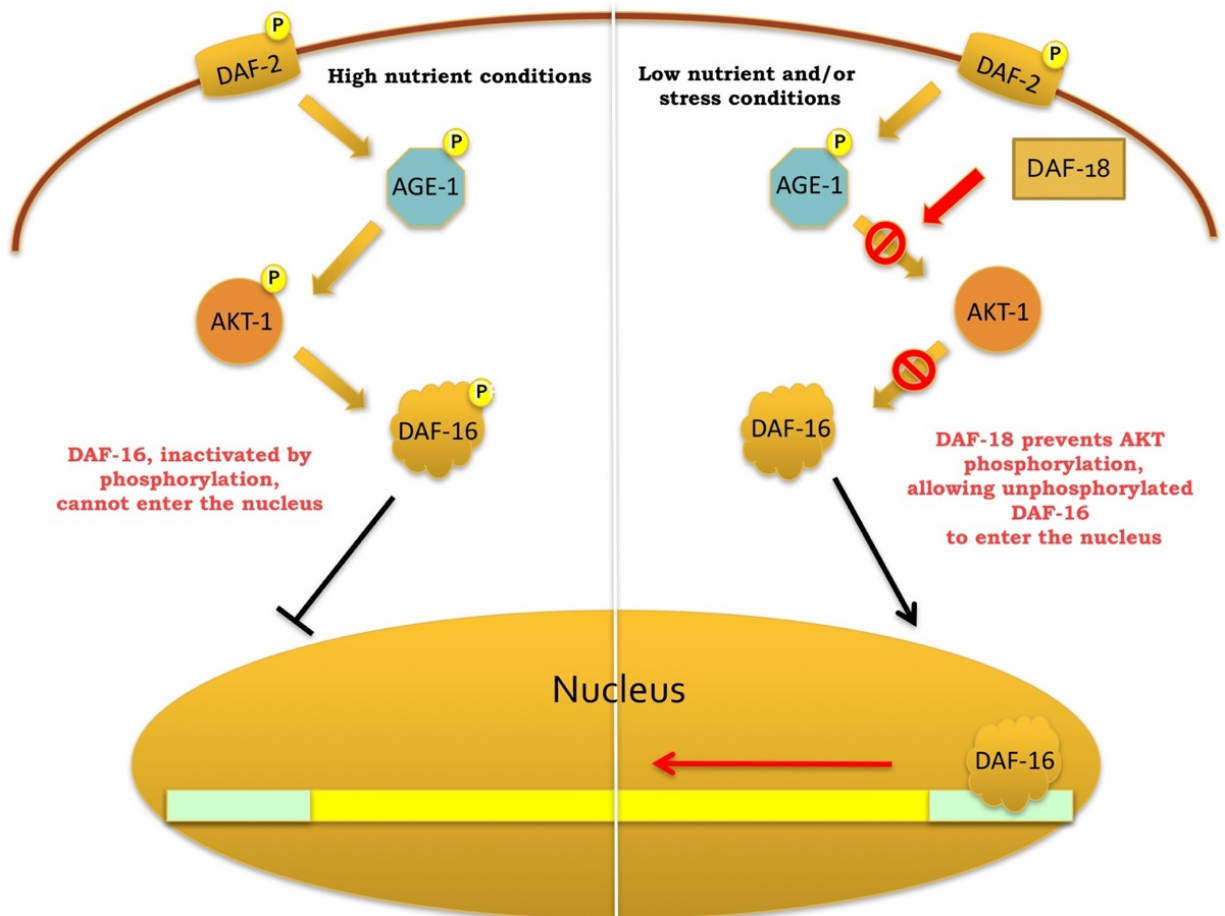 P
DAF-2
High nutrient conditions
P
AGE-1
P
AKT-1
P
DAF-16
DAF-16, inactivated by
phosphorylation,
cannot enter the nucleus
Low nutrient and/or
stress conditions
P
DAF-2
DAF-18
P
AGE-1
AKT-1
DAF-16
DAF-18 prevents AKT
phosphorylation,
allowing unphosphorylated
DAF-16
to enter the nucleus
Nucleus
DAF-16